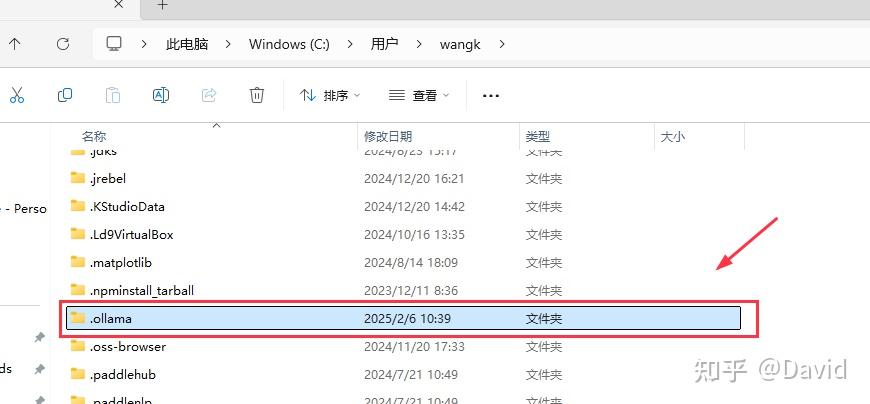 此电脑 > Windows (C:) > 用户 > wangk >
排序 查看
名称 修改日期 类型 大小
.jdks 2024/8/23 15:17 文件夹
.jrebel 2024/12/20 16:21 文件夹
.KStudioData 2024/12/20 14:42 文件夹
- Perso
.Ld9VirtualBox 2024/10/16 13:35 文件夹
.matplotlib 2024/8/14 18:09 文件夹
.npminstall_tarball 2023/12/11 8:36 文件夹
.ollama 2025/2/6 10:39 文件夹
.oss-browser 2024/11/20 17:33 文件夹
ds
.paddlehub 2024/7/21 10:49 文件夹
.paddlenlp 2024/7/21 10:49 文件夹
知乎 @David